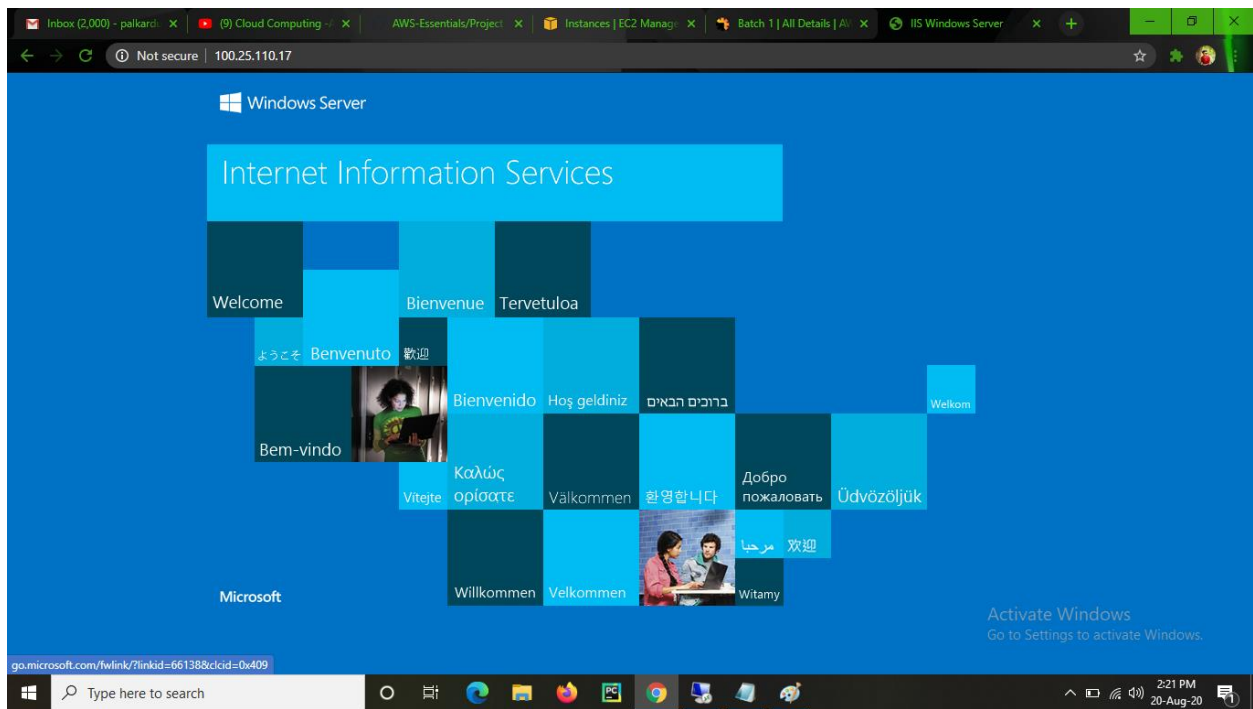 Inbox (2,000) - palkardu
(9) Cloud Computing - A
AWS-Essentials/Project
Instances | EC2 Manage
Batch 1 | All Details | AW
IIS Windows Server
Not secure | 100.25.110.17
Windows Server
Internet Information Services
Welcome
Bienvenue
Tervetuloa
ようこそ
Benvenuto
歡迎
Bienvenido
Hoş geldiniz
ברוכים הבאים
Welkom
Bem-vindo
Vítejte
Καλώς
ορίσατε
Välkommen
환영합니다
Добро
пожаловать
Üdvözöljük
Willkommen
Velkommen
مرحبا
欢迎
Witamy
Microsoft
Activate Windows
Go to Settings to activate Windows.
go.microsoft.com/fwlink/?linkid=66138&clcid=0x409
Type here to search
PC
2:21 PM
20-Aug-20
1